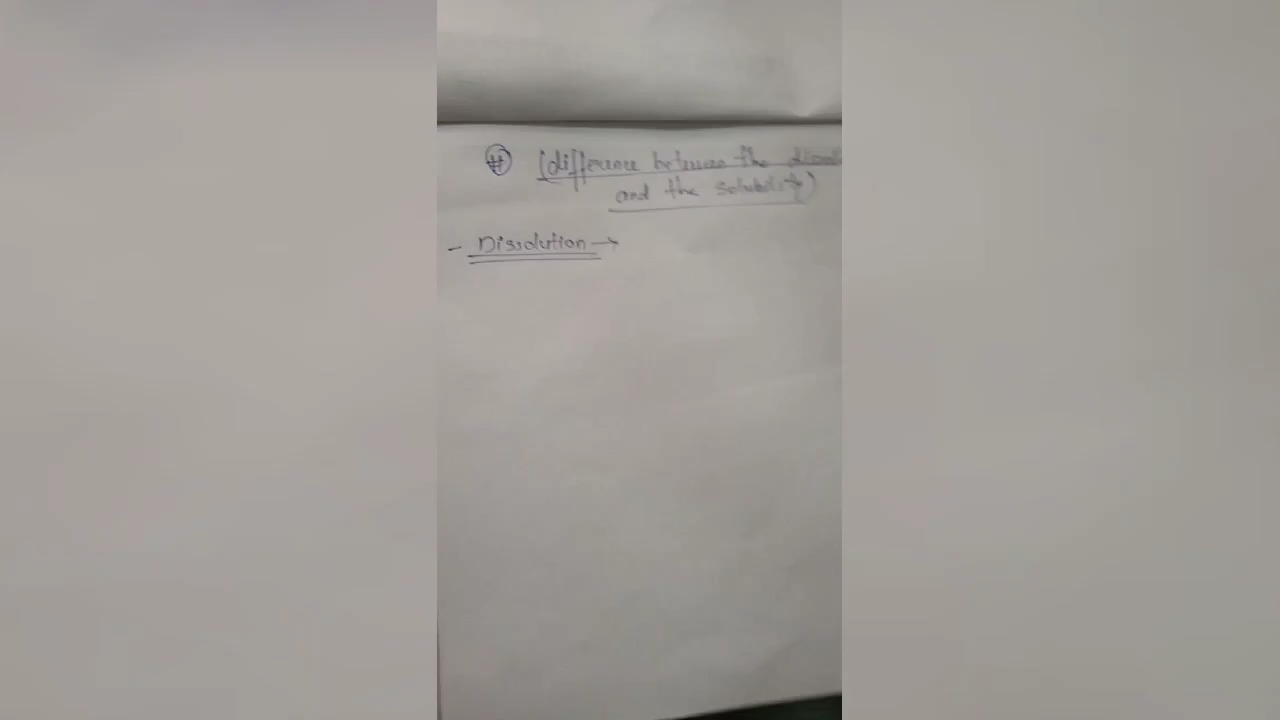 # (difference between the
and the solubility)
- Dissolution →